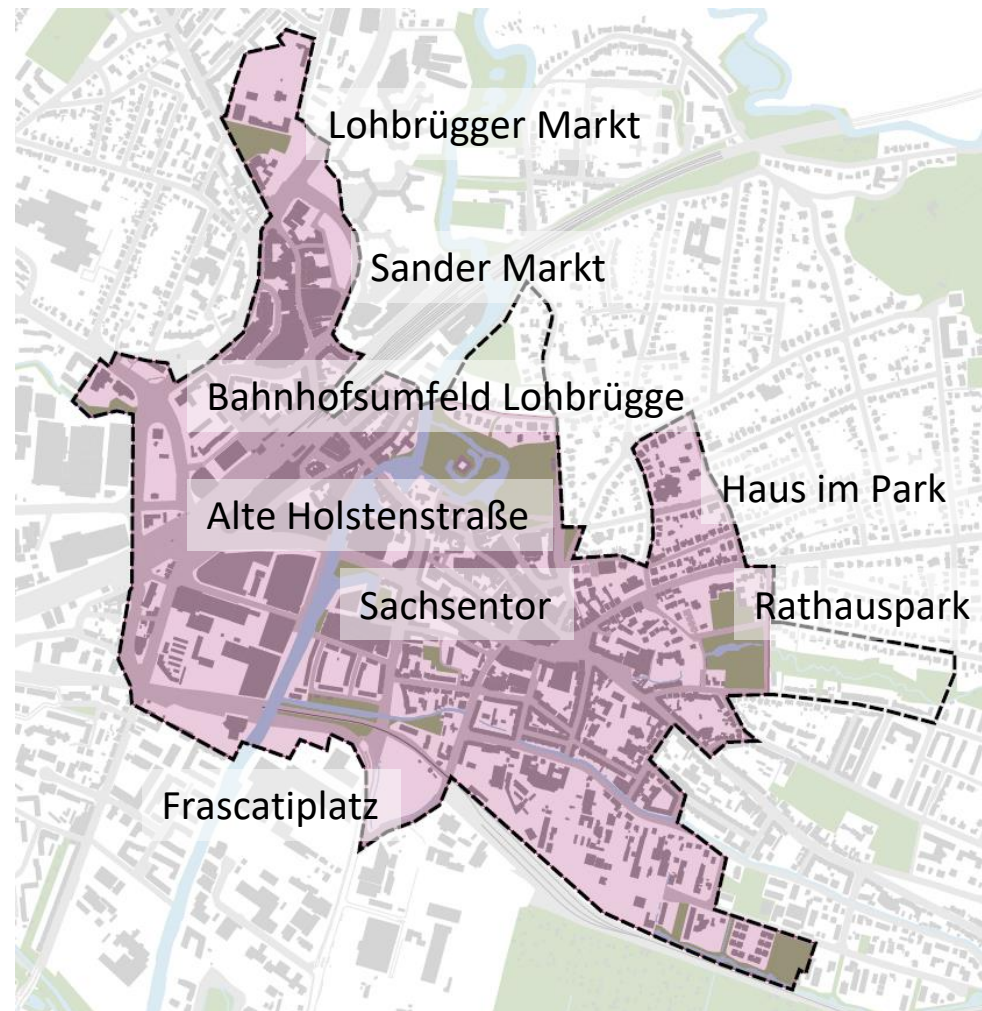 Lohbrügger Markt
Sander Markt
Bahnhofsumfeld Lohbrügge
Haus im Park
Alte Holstenstraße
Sachsentor
Rathauspark
Frascatiplatz